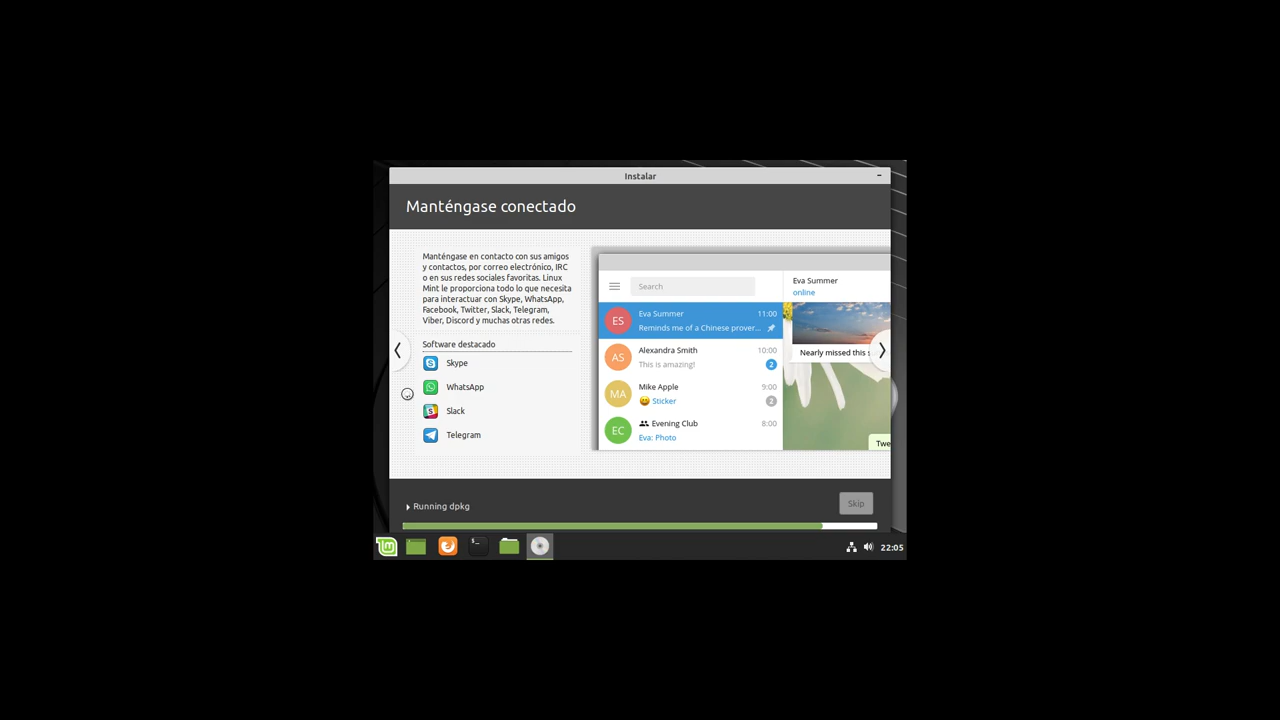 Instalar
Manténgase conectado
Manténgase en contacto con sus amigos
y contactos, por correo electrónico, IRC
o en sus redes sociales favoritas. Linux
Mint le proporciona todo lo que necesita
para interactuar con Skype, WhatsApp,
Facebook, Twitter, Slack, Telegram,
Viber, Discord y muchas otras redes.
Software destacado
Skype
WhatsApp
Slack
Telegram
Search
ES
Eva Summer 11:00
Reminds me of a Chinese prover...
AS
Alexandra Smith 10:00
This is amazing! 2
MA
Mike Apple 9:00
Sticker 2
EC
Evening Club 8:00
Eva: Photo
Eva Summer
online
Nearly missed this s
Twe
Running dpkg
Skip
22:05